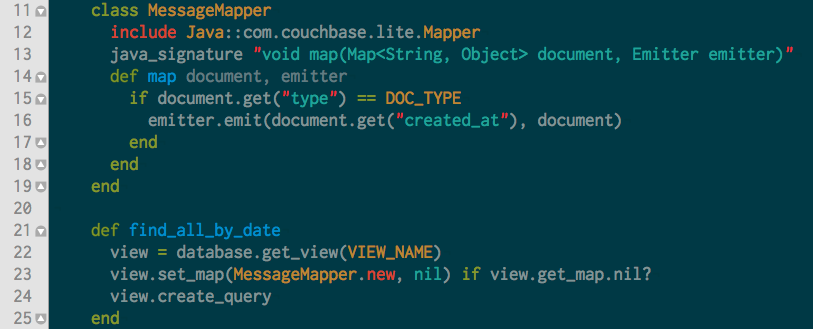 11 class MessageMapper
12 include Java::com.couchbase.lite.Mapper
13 java_signature "void map(Map<String, Object> document, Emitter emitter)"
14 def map document, emitter
15 if document.get("type") == DOC_TYPE
16 emitter.emit(document.get("created_at"), document)
17 end
18 end
19 end
20
21 def find_all_by_date
22 view = database.get_view(VIEW_NAME)
23 view.set_map(MessageMapper.new, nil) if view.get_map.nil?
24 view.create_query
25 end